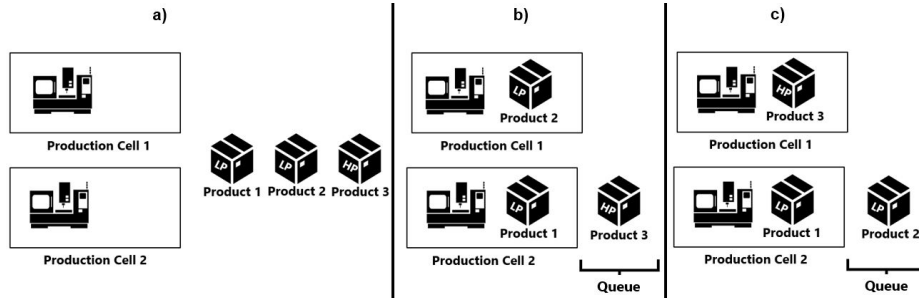 a)
Production Cell 1
LP
LP
HP
Product 1
Product 2
Product 3
Production Cell 2
b)
LP
Product 2
Production Cell 1
LP
Product 1
HP
Product 3
Production Cell 2
Queue
c)
HP
Product 3
Production Cell 1
LP
Product 1
LP
Product 2
Production Cell 2
Queue